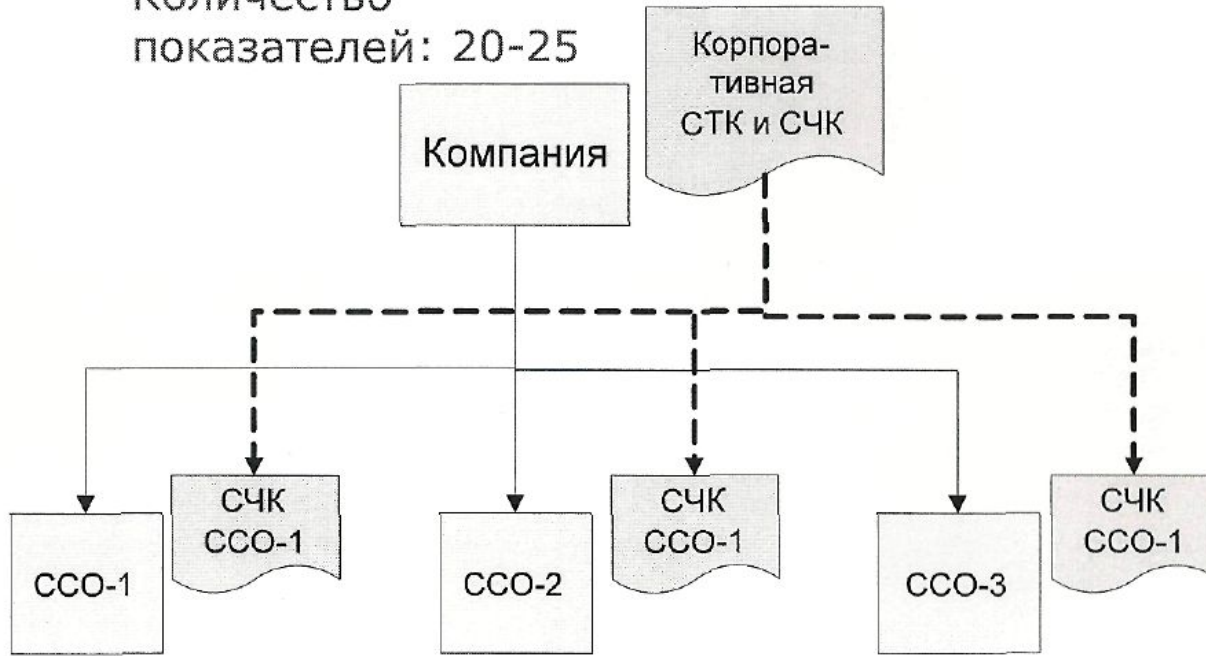 Количество
показателей: 20-25
Корпора-
тивная
СТК и СЧК
Компания
СЧК
ССО-1
СЧК
ССО-1
СЧК
ССО-1
ССО-1
ССО-2
ССО-3